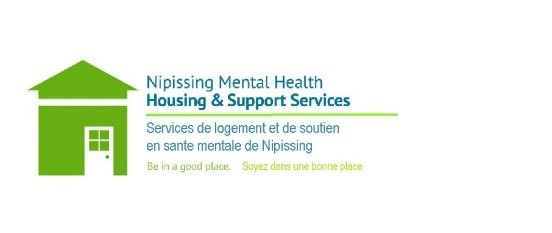 Nipissing Mental Health
Housing & Support Services
Services de logement et de soutien
en sante mentale de Nipissing
Be in a good place. Soyez dans une bonne place